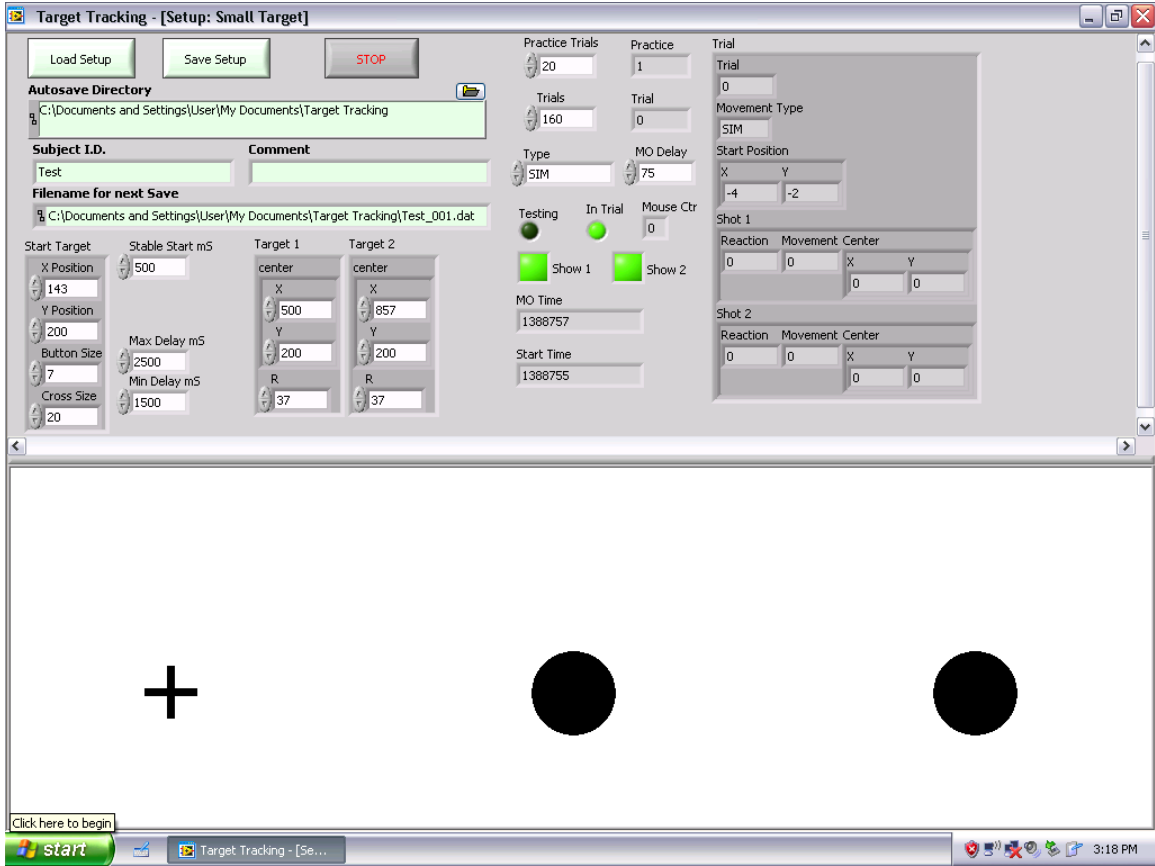 Target Tracking - [Setup: Small Target]
Load Setup
Save Setup
STOP
Autosave Directory
C:\Documents and Settings\User\My Documents\Target Tracking
Subject I.D.
Comment
Test
Filename for next Save
C:\Documents and Settings\User\My Documents\Target Tracking\Test_001.dat
Start Target
X Position
143
Y Position
200
Button Size
7
Cross Size
20
Stable Start mS
500
Max Delay mS
2500
Min Delay mS
1500
Target 1
center
X
500
Y
200
R
37
Target 2
center
X
857
Y
200
R
37
Practice Trials
20
Practice
1
Trials
160
Trial
0
Type
SIM
MO Delay
75
Testing
In Trial
Mouse Ctr
0
Show 1
Show 2
MO Time
1388757
Start Time
1388755
Trial
Trial
0
Movement Type
SIM
Start Position
X Y
-4 -2
Shot 1
Reaction Movement Center
0 0 X Y
0 0
Shot 2
Reaction Movement Center
0 0 X Y
0 0
Click here to begin
start
Target Tracking - [Se...
3:18 PM